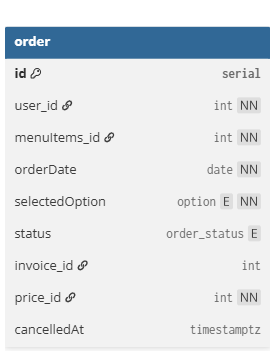 order
id serial
user_id int NN
menuItems_id int NN
orderDate date NN
selectedOption option E NN
status order_status E
invoice_id int
price_id int NN
cancelledAt timestamptz